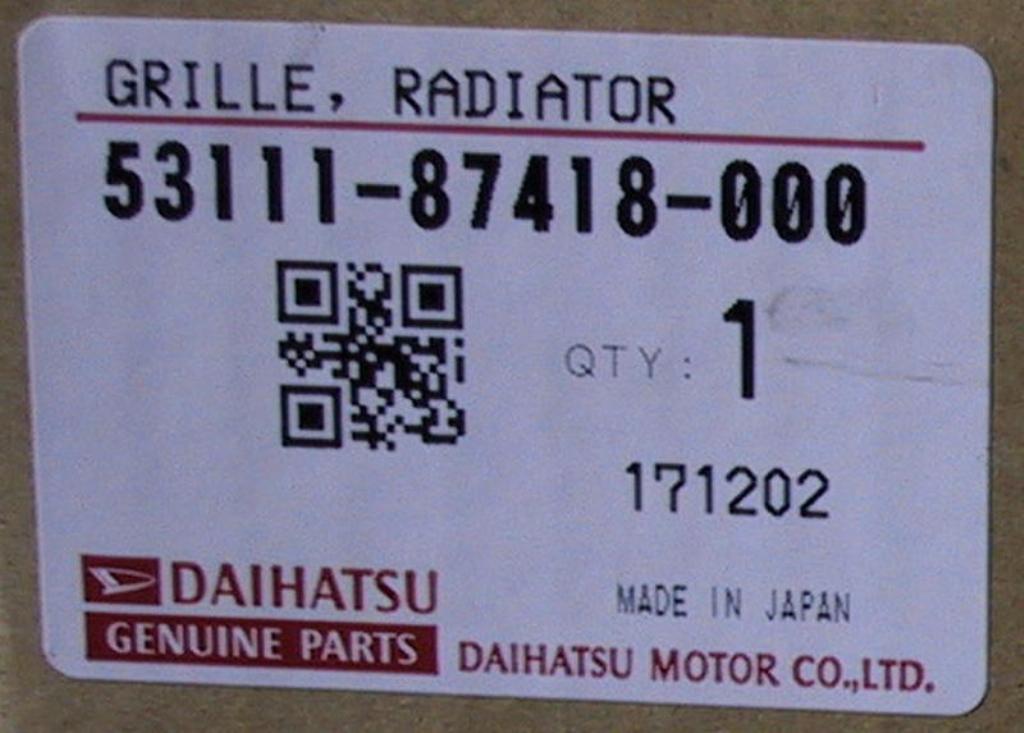 GRILLE, RADIATOR
53111-87418-000
QTY: 1
171202
DAIHATSU
MADE IN JAPAN
GENUINE PARTS
DAIHATSU MOTOR CO.,LTD.